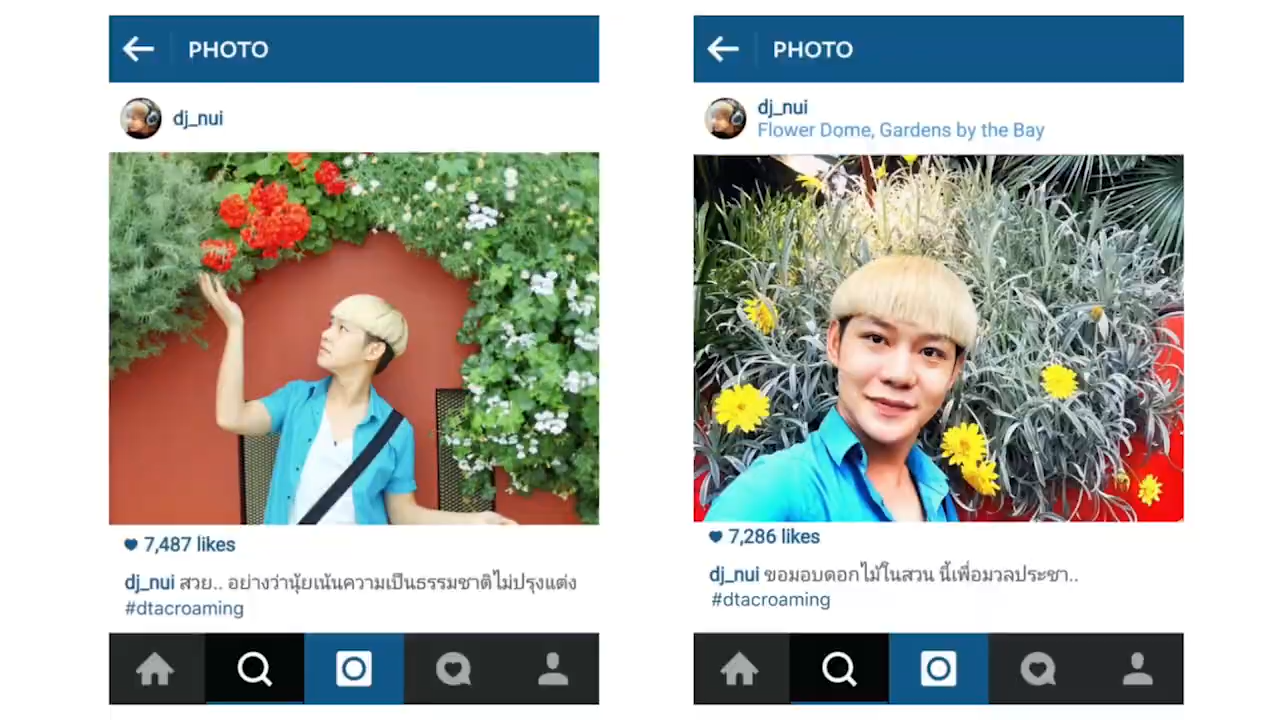 PHOTO
dj_nui
7,487 likes
dj_nui สวย.. อย่างว่านุ้ยเน้นความเป็นธรรมชาติไม่ปรุงแต่ง
#dtacroaming
PHOTO
dj_nui
Flower Dome, Gardens by the Bay
7,286 likes
dj_nui ขอมอบดอกไม้ในสวน นี้เพื่อมวลประชา..
#dtacroaming